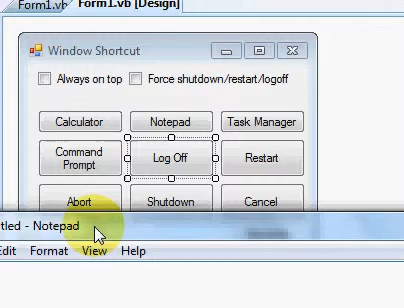 Form1.vb Form1.vb [Design]
Window Shortcut
Always on top Force shutdown/restart/logoff
Calculator Notepad Task Manager
Command Prompt Log Off Restart
Abort Shutdown Cancel
tled - Notepad
Edit Format View Help